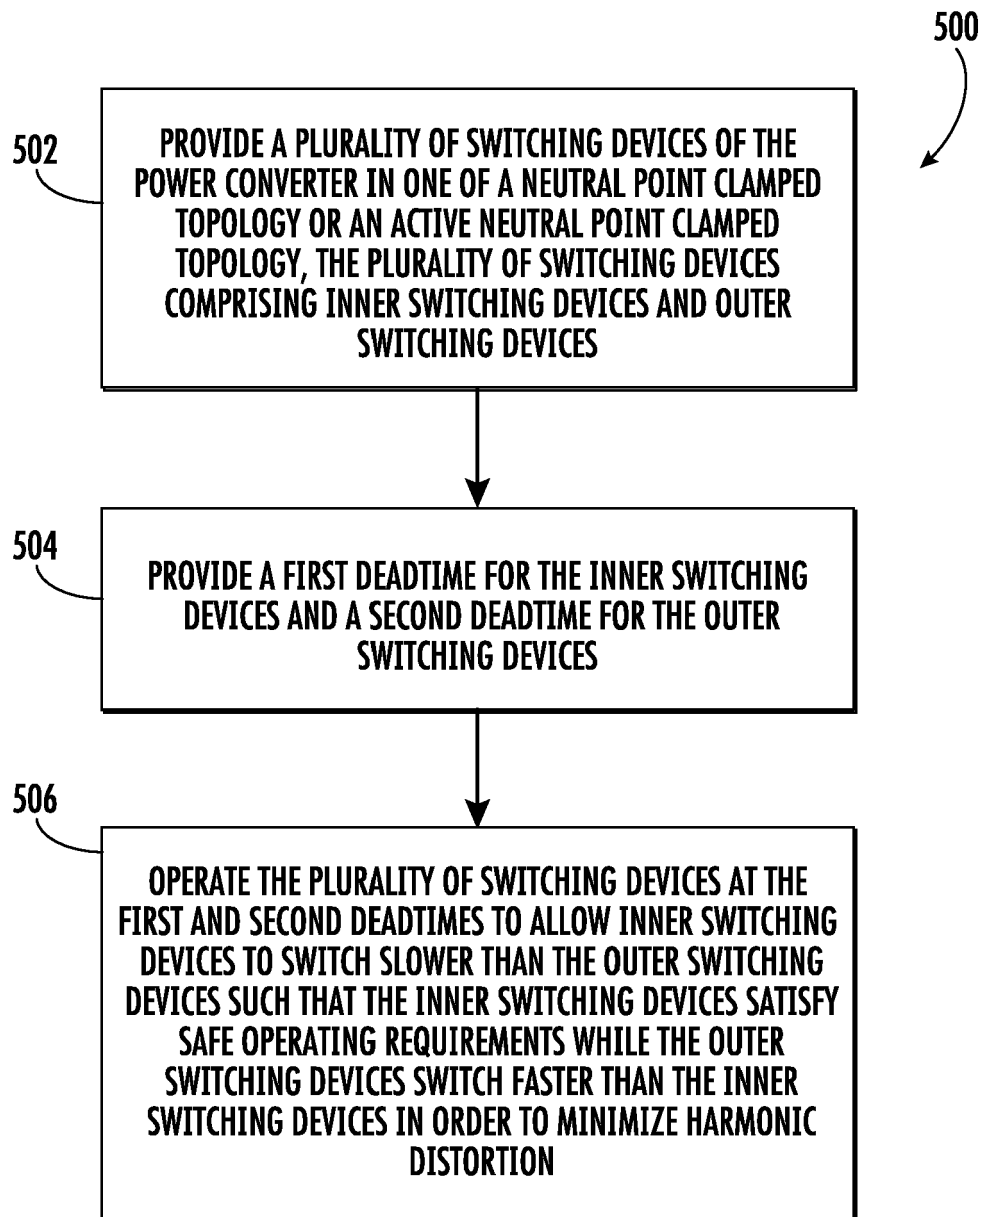 500
502
PROVIDE A PLURALITY OF SWITCHING DEVICES OF THE
POWER CONVERTER IN ONE OF A NEUTRAL POINT CLAMPED
TOPOLOGY OR AN ACTIVE NEUTRAL POINT CLAMPED
TOPOLOGY, THE PLURALITY OF SWITCHING DEVICES
COMPRISING INNER SWITCHING DEVICES AND OUTER
SWITCHING DEVICES
504
PROVIDE A FIRST DEADTIME FOR THE INNER SWITCHING
DEVICES AND A SECOND DEADTIME FOR THE OUTER
SWITCHING DEVICES
506
OPERATE THE PLURALITY OF SWITCHING DEVICES AT THE
FIRST AND SECOND DEADTIMES TO ALLOW INNER SWITCHING
DEVICES TO SWITCH SLOWER THAN THE OUTER SWITCHING
DEVICES SUCH THAT THE INNER SWITCHING DEVICES SATISFY
SAFE OPERATING REQUIREMENTS WHILE THE OUTER
SWITCHING DEVICES SWITCH FASTER THAN THE INNER
SWITCHING DEVICES IN ORDER TO MINIMIZE HARMONIC
DISTORTION